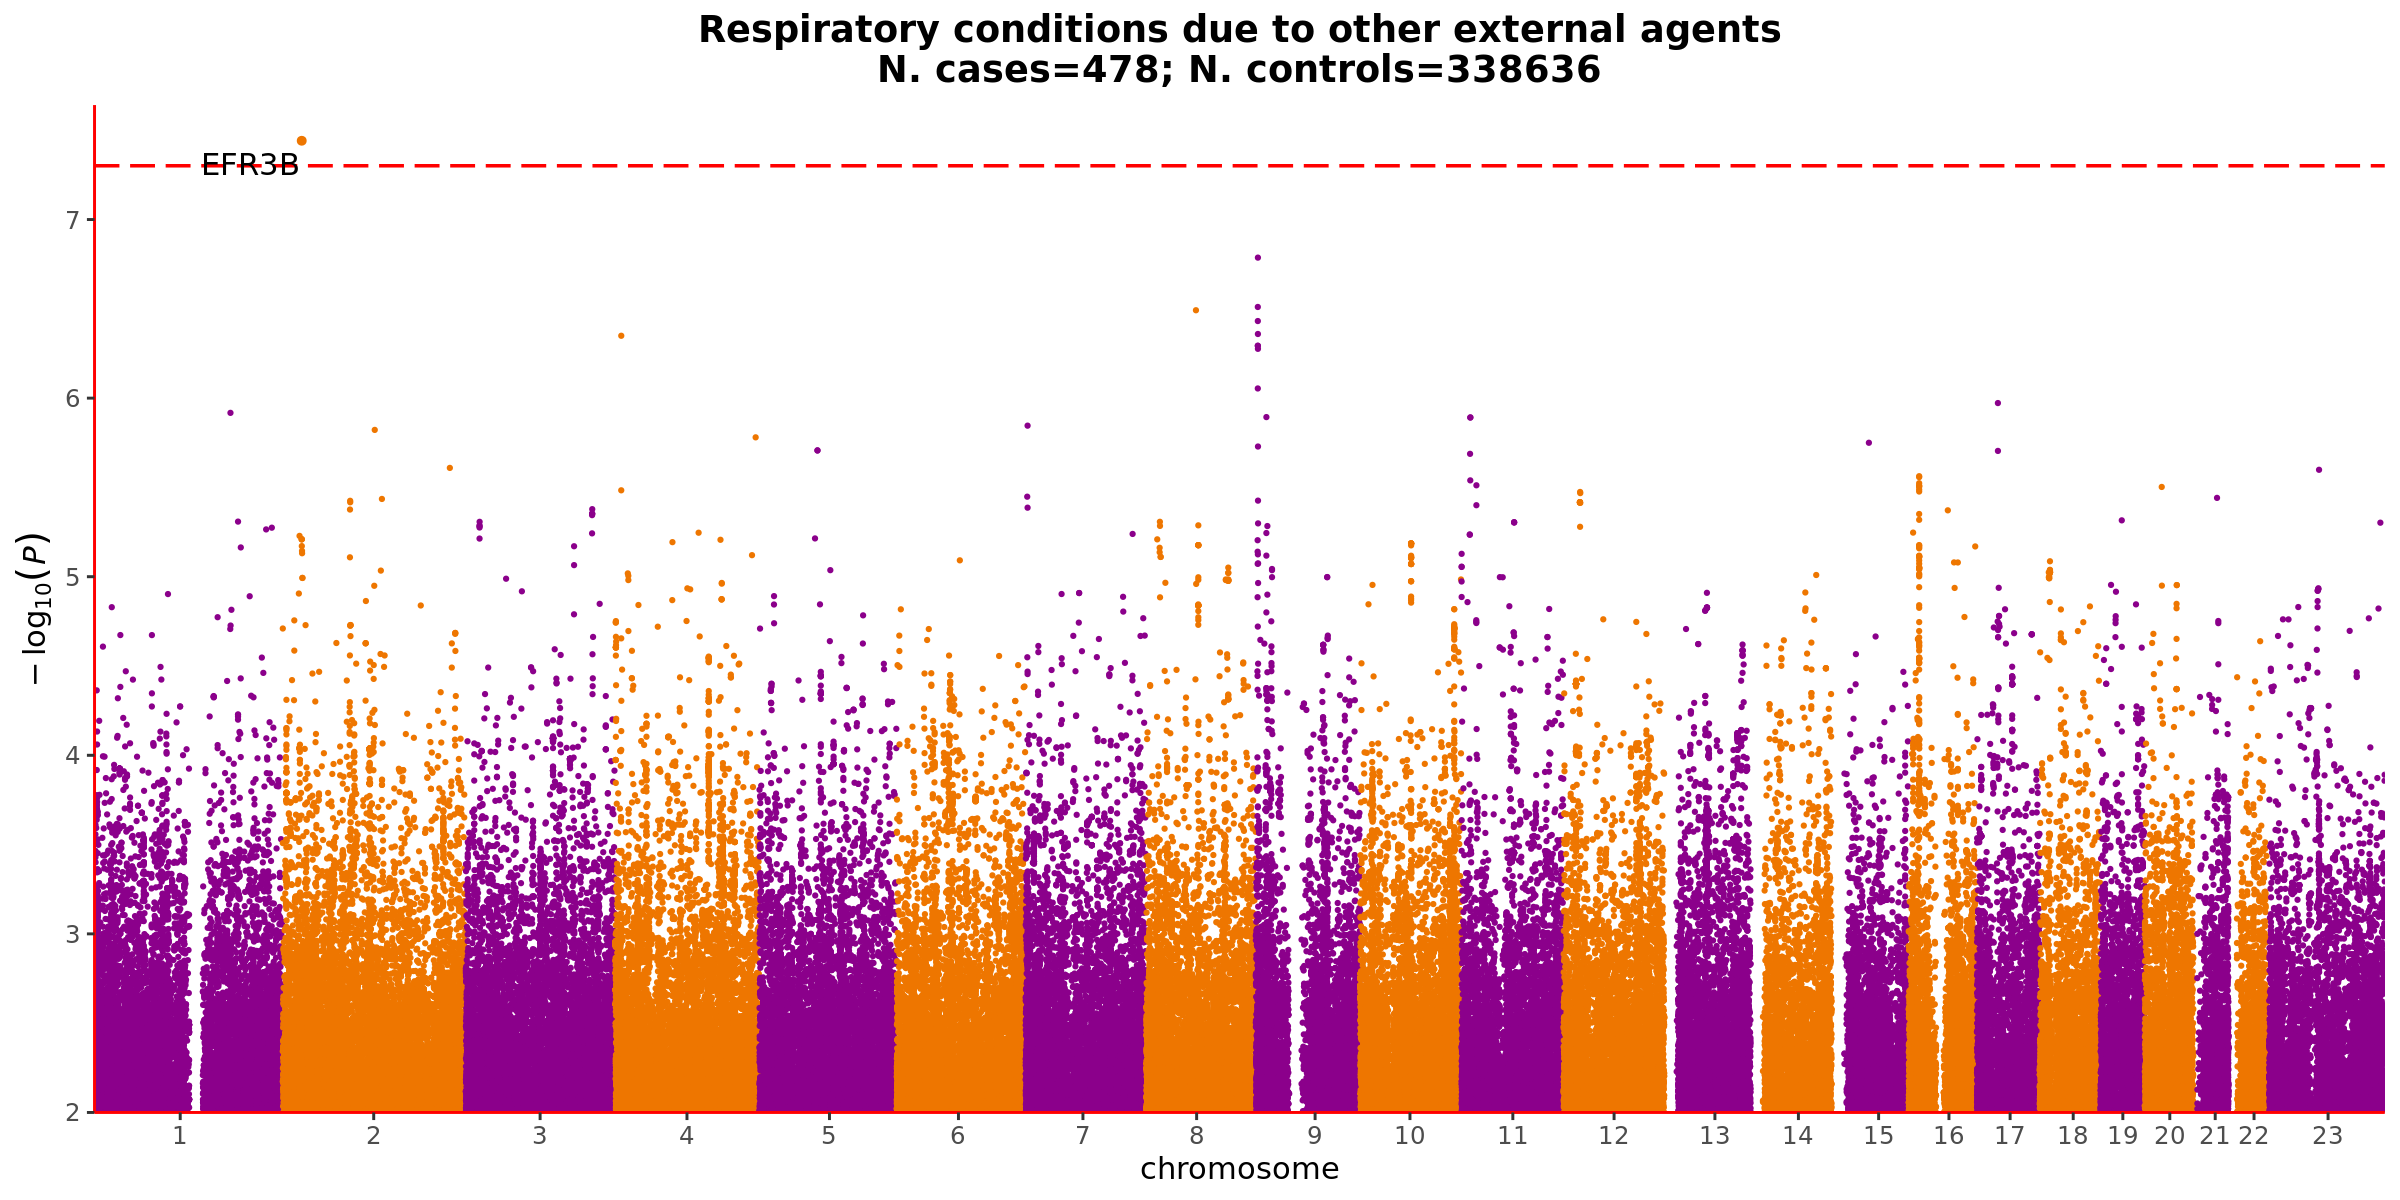 Respiratory conditions due to other external agents
N. cases=478; N. controls=338636
EFR3B
7
6
5
4
3
2
− log10(P)
1 2 3 4 5 6 7 8 9 10 11 12 13 14 15 16 17 18 19 20 21 22 23
chromosome